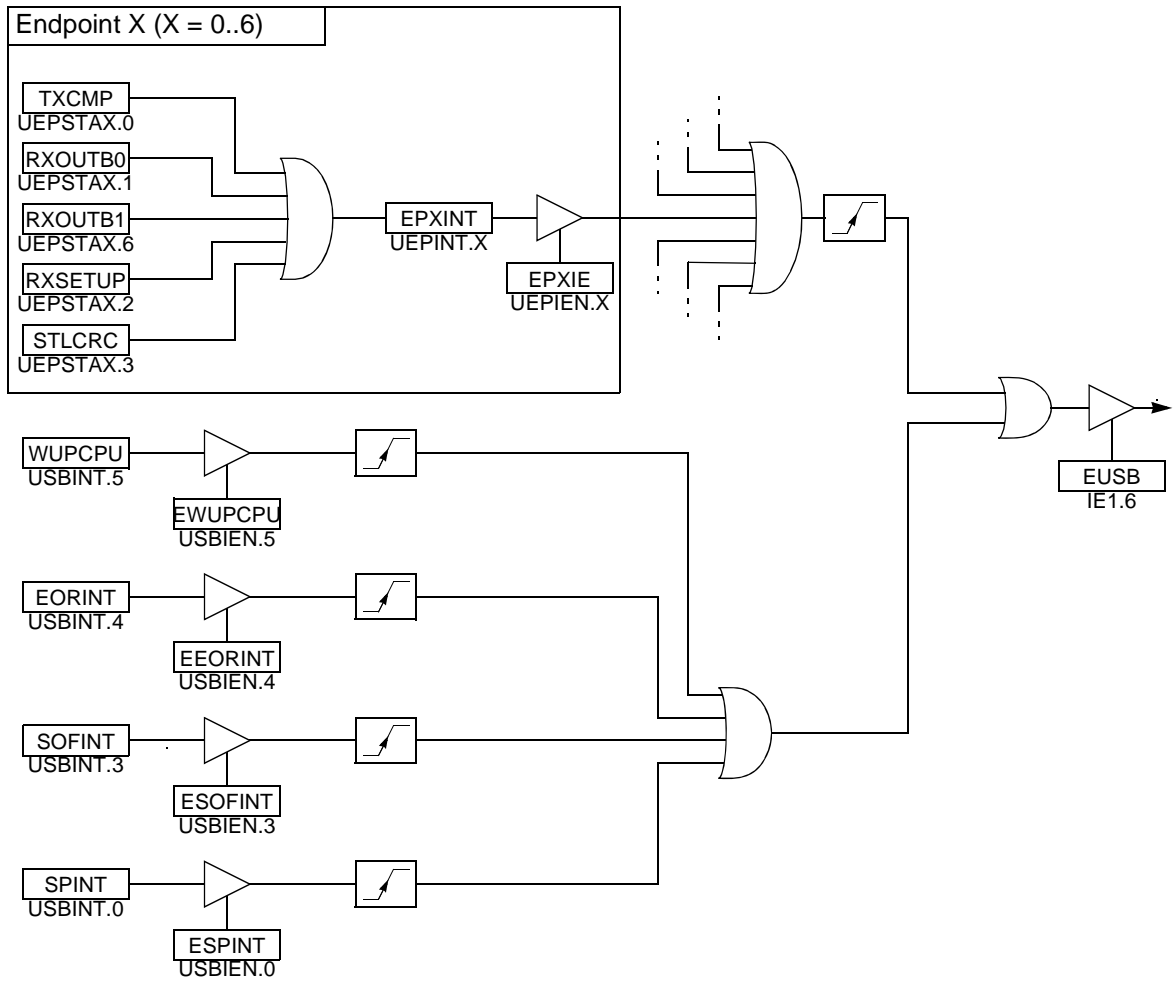 Endpoint X (X = 0..6)
TXCMP
UEPSTAX.0
RXOUTB0
UEPSTAX.1
RXOUTB1
UEPSTAX.6
RXSETUP
UEPSTAX.2
STLCRC
UEPSTAX.3
EPXINT
UEPINT.X
EPXIE
UEPIEN.X
WUPCPU
USBINT.5
EWUPCPU
USBIEN.5
EUSB
IE1.6
EORINT
USBINT.4
EEORINT
USBIEN.4
SOFINT
USBINT.3
ESOFINT
USBIEN.3
SPINT
USBINT.0
ESPINT
USBIEN.0